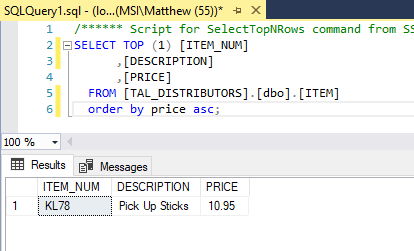 SQLQuery1.sql - (lo...(MSI\Matthew (55))*
1 /****** Script for SelectTopNRows command from SS
2 SELECT TOP (1) [ITEM_NUM]
3 ,[DESCRIPTION]
4 ,[PRICE]
5 FROM [TAL_DISTRIBUTORS].[dbo].[ITEM]
6 order by price asc;
100 %
Results Messages
ITEM_NUM DESCRIPTION PRICE
1 KL78 Pick Up Sticks 10.95